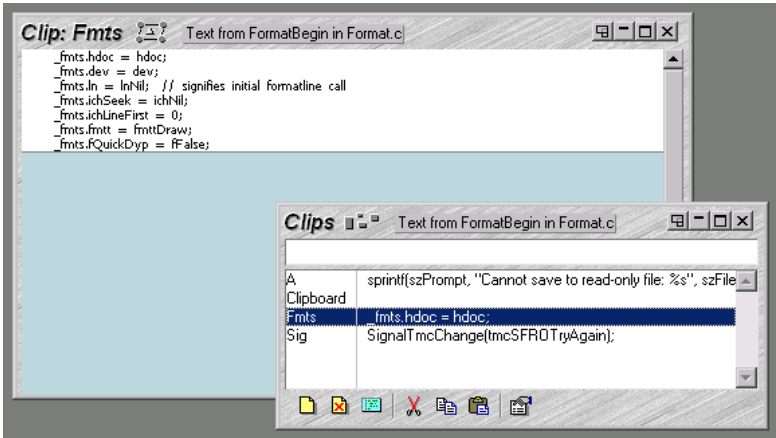 Clip: Fmts Text from FormatBegin in Format.c
_fmts.hdoc = hdoc;
_fmts.dev = dev;
_fmts.ln = lnNil; // signifies initial formatline call
_fmts.ichSeek = ichNil;
_fmts.ichLineFirst = 0;
_fmts.fmtt = fmttDraw;
_fmts.fQuickDyp = fFalse;
Clips Text from FormatBegin in Format.c
A sprintf(szPrompt, "Cannot save to read-only file: %s", szFile
Clipboard
Fmts _fmts.hdoc = hdoc;
Sig SignalTmcChange(tmcSFROTryAgain);